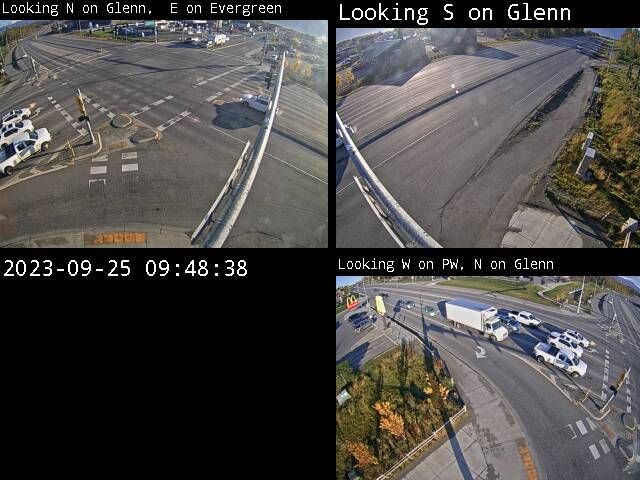 Looking N on Glenn,  E on Evergreen
Looking S on Glenn
2023-09-25 09:48:38
Looking W on PW, N on Glenn